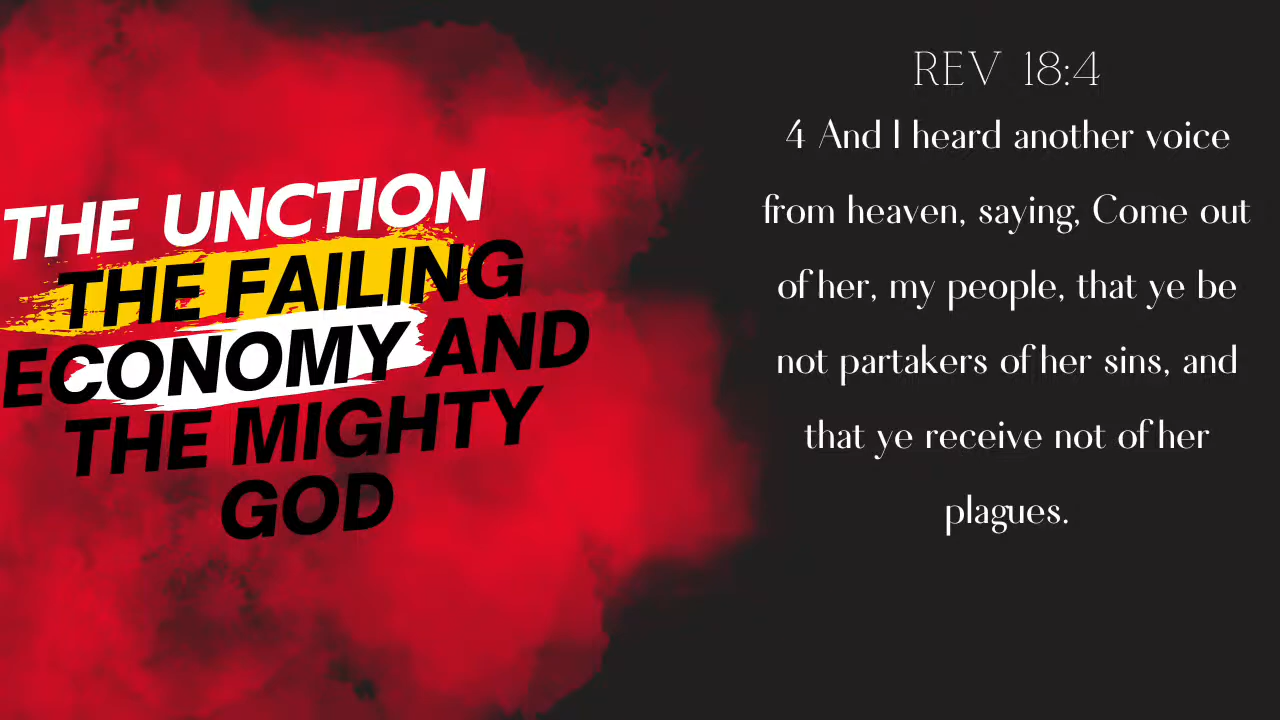 THE UNCTION
THE FAILING
ECONOMY AND
THE MIGHTY
GOD
REV 18:4
4 And I heard another voice
from heaven, saying, Come out
of her, my people, that ye be
not partakers of her sins, and
that ye receive not of her
plagues.